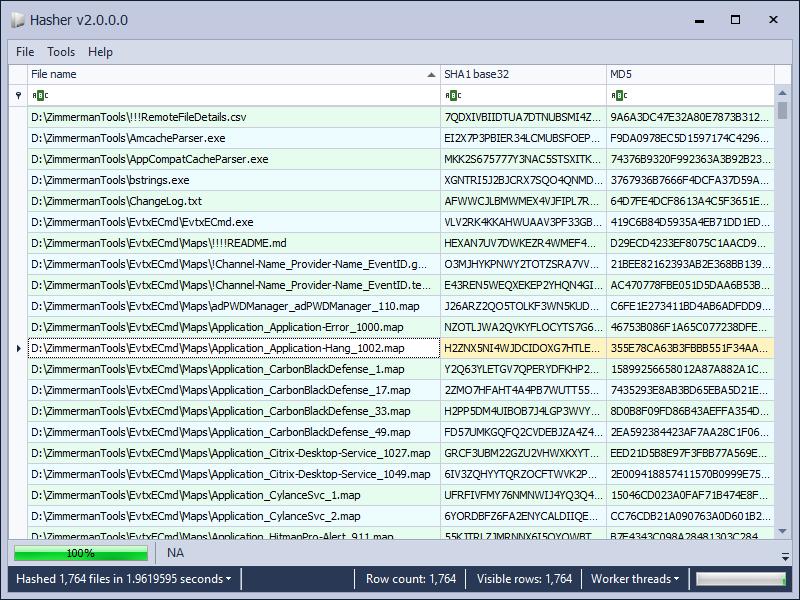 Hasher v2.0.0.0
File Tools Help
File name SHA1 base32 MD5
ABC ABC ABC
D:\ZimmermanTools\!!!RemoteFileDetails.csv 7QDXIVBIIDTUA7DTNUBSMI4Z... 9A6A3DC47E32A80E7873B312...
D:\ZimmermanTools\AmcacheParser.exe EI2X7P3PBIER34LCMUBSFOEP... F9DA0978EC5D1597174C4296...
D:\ZimmermanTools\AppCompatCacheParser.exe MKK2S675777Y3NAC5STSXITK... 74376B9320F992363A3B92B23...
D:\ZimmermanTools\bstrings.exe XGNTRI5J2BJCRX7SQO4QNMD... 3767936B7666F4DCFA37D59A...
D:\ZimmermanTools\ChangeLog.txt AFWWCJLBMWMEX4VJFIPL7R... 64D7FE4DCF8613A4C5F3651E...
D:\ZimmermanTools\EvtxECmd\EvtxECmd.exe VLV2RK4KKAHWUAAV3PF33GB... 419C6B84D5935A4EB71DD1ED...
D:\ZimmermanTools\EvtxECmd\Maps\!!!!README.md HEXAN7UV7DWKEZR4WMEF4... D29ECD4233EF8075C1AACD9...
D:\ZimmermanTools\EvtxECmd\Maps\!Channel-Name_Provider-Name_EventID.g... O3MJHYKPNWY2TOTZSRA7VV... 21BEE82162393AB2E368BB139...
D:\ZimmermanTools\EvtxECmd\Maps\!Channel-Name_Provider-Name_EventID.te... E43REN5WEQXEKEP2YHQN4GI... AC470778FBE051D5DAA6B53B...
D:\ZimmermanTools\EvtxECmd\Maps\adPWDManager_adPWDManager_110.map J26ARZ2QO5TOLKF3WN5KUD... C6FE1E273411BD4AB6ADFDD9...
D:\ZimmermanTools\EvtxECmd\Maps\Application_Application-Error_1000.map NZOTLJWA2QVKYFLOCYTS7G6... 46753B086F1A65C077238DFE...
D:\ZimmermanTools\EvtxECmd\Maps\Application_Application-Hang_1002.map H2ZNX5NI4WJDCIDOXG7HTLE... 355E78CA63B3FBBB551F34AA...
D:\ZimmermanTools\EvtxECmd\Maps\Application_CarbonBlackDefense_1.map Y2Q63YLETGV7QPERYDFKHP2... 15899256658012A87A882A1C...
D:\ZimmermanTools\EvtxECmd\Maps\Application_CarbonBlackDefense_17.map 2ZMO7HFAHT4A4PB7WUTT55... 7435293E8AB3BD65EBA5D21E...
D:\ZimmermanTools\EvtxECmd\Maps\Application_CarbonBlackDefense_33.map H2PP5DM4UIBOB7J4LGP3WVY... 8D0B8F09FD86B43AEFFA354D...
D:\ZimmermanTools\EvtxECmd\Maps\Application_CarbonBlackDefense_49.map FD57UMKGQFQ2CVDEBJZA4Z4... 2EA592384423AF7AA28C1F06...
D:\ZimmermanTools\EvtxECmd\Maps\Application_Citrix-Desktop-Service_1027.map GRCF3UBM22GZU2VHWXKXYT... EED21D5B8E97F3FBB77A569E...
D:\ZimmermanTools\EvtxECmd\Maps\Application_Citrix-Desktop-Service_1049.map 6IV3ZQHYYTQRZOCFTWVK2P... 2E009418857411570B0999E75...
D:\ZimmermanTools\EvtxECmd\Maps\Application_CylanceSvc_1.map UFRFIVFMY76NMNWIJ4YQ3Q4... 15046CD023A0FAF71B474E8F...
D:\ZimmermanTools\EvtxECmd\Maps\Application_CylanceSvc_2.map 6YORDBFZ6FA2ENYCALDIIQE... CC76CDB21A090763A0D601B2...
D:\ZimmermanTools\EvtxECmd\Maps\Application_HitmanPro-Alert_911.map 55KJTRLZJMRNNX6I5QYOWBT... B7E4343C098A28481303C284...
100% NA
Hashed 1,764 files in 1.9619595 seconds Row count: 1,764 Visible rows: 1,764 Worker threads